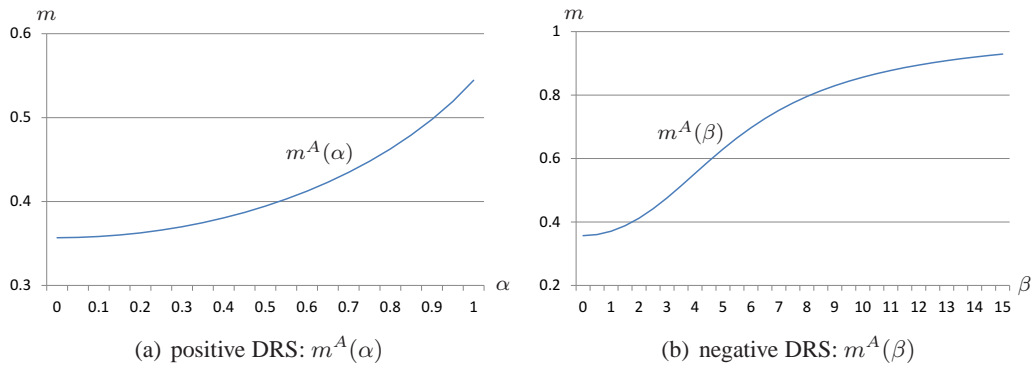 m
0.6
0.5
0.4
0.3
m^A(α)
0 0.1 0.2 0.3 0.4 0.5 0.6 0.7 0.8 0.9 1
α
(a) positive DRS: m^A(α)
m
1
0.8
0.6
0.4
0.2
m^A(β)
0 1 2 3 4 5 6 7 8 9 10 11 12 13 14 15
β
(b) negative DRS: m^A(β)